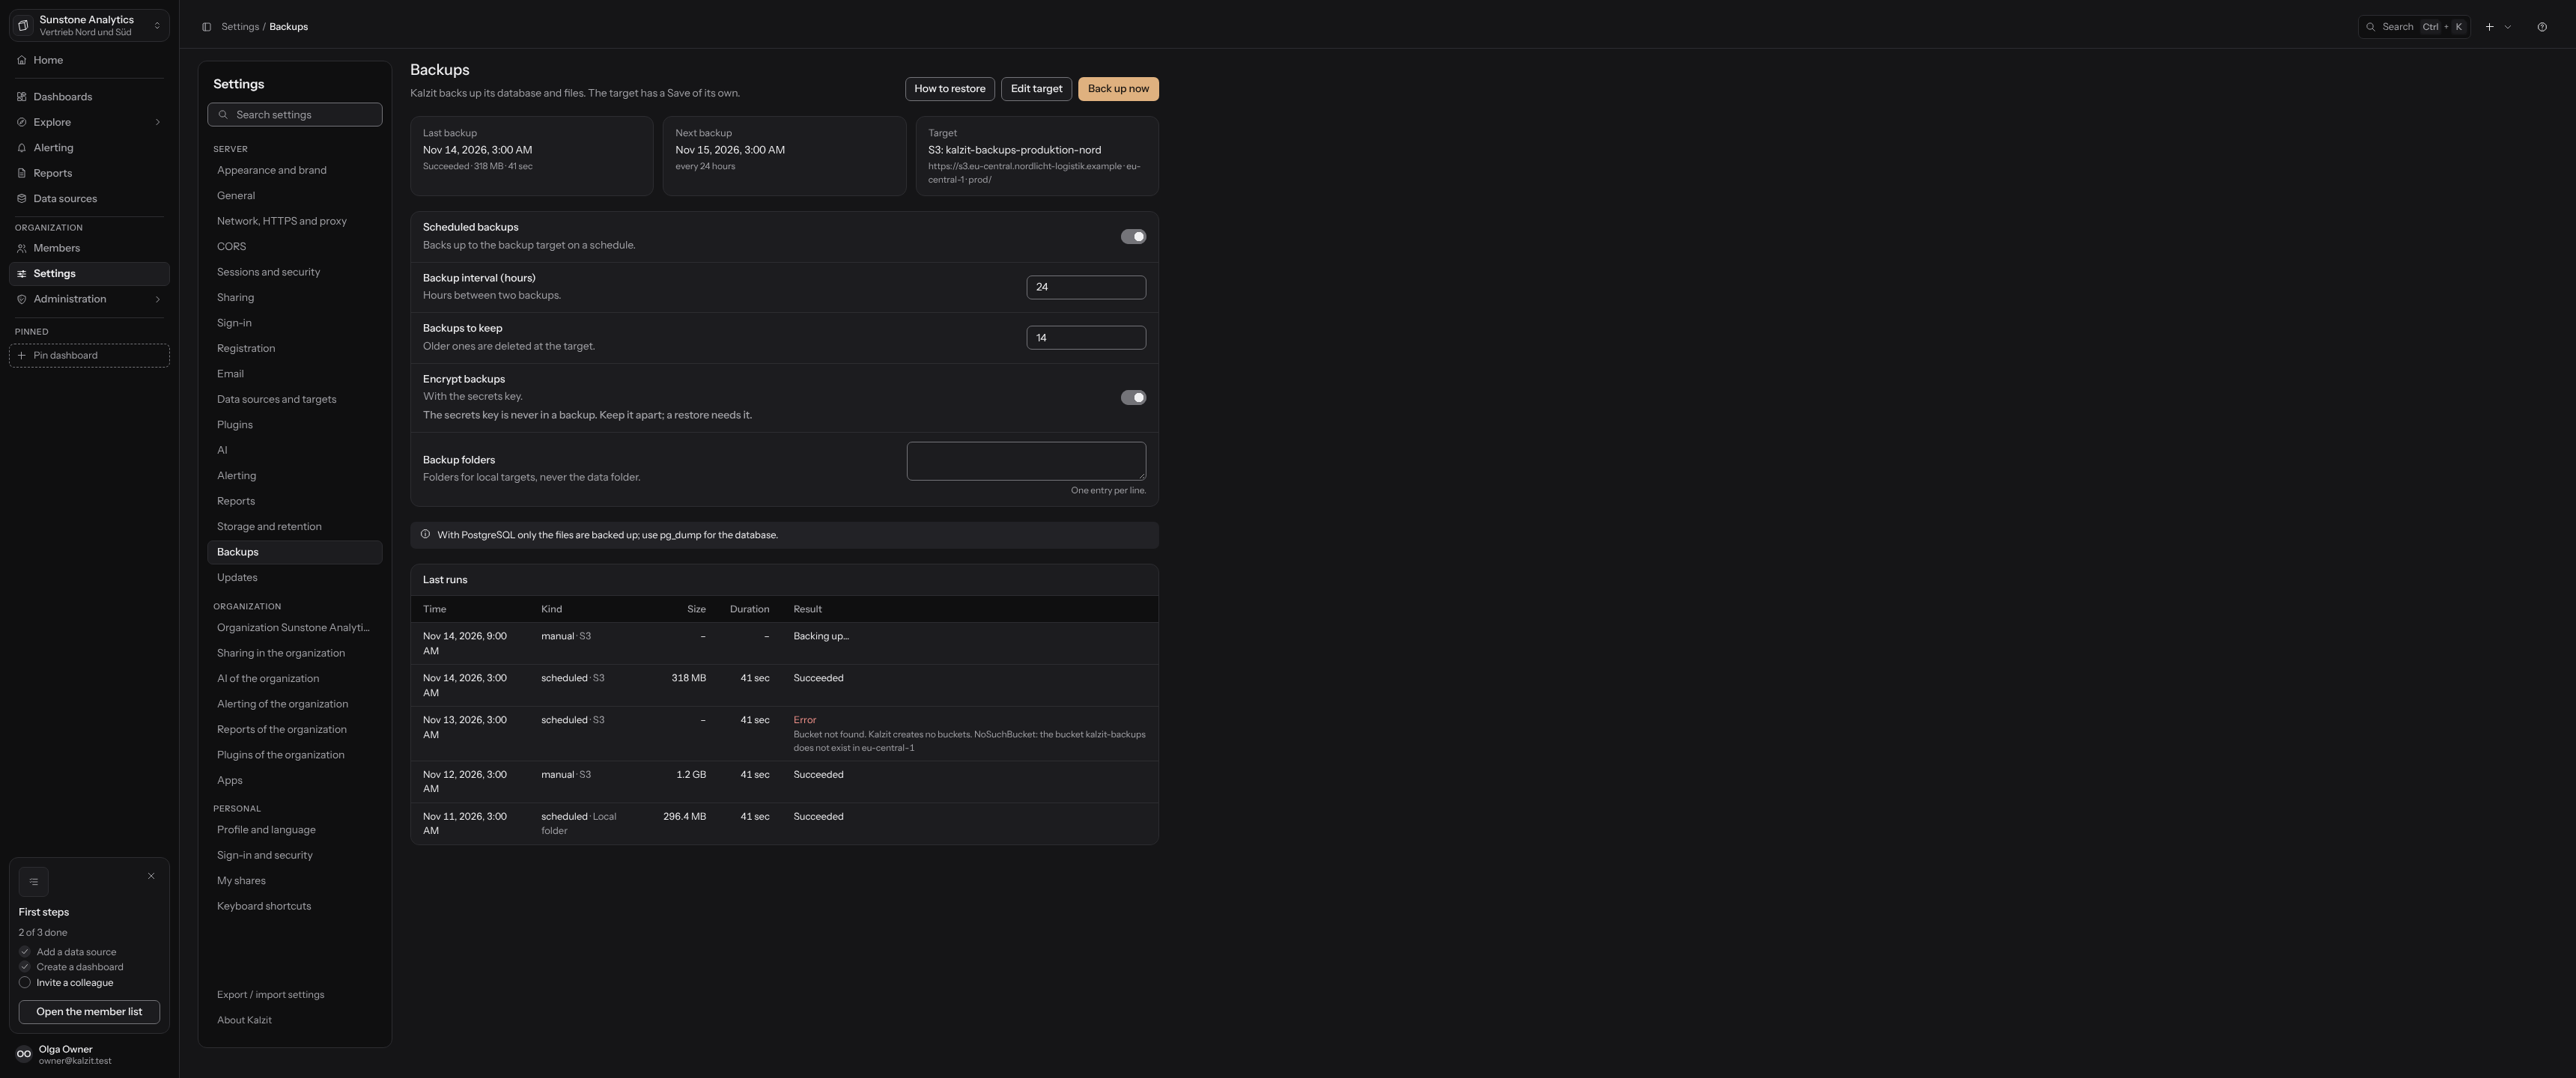 Sunstone Analytics
Vertrieb Nord und Süd
Home
Dashboards
Explore
Alerting
Reports
Data sources
ORGANIZATION
Members
Settings
Administration
PINNED
Pin dashboard
First steps
2 of 3 done
Add a data source
Create a dashboard
Invite a colleague
Open the member list
OO
Olga Owner
owner@kalzit.test
Settings / Backups
Search Ctrl + K
Settings
Search settings
SERVER
Appearance and brand
General
Network, HTTPS and proxy
CORS
Sessions and security
Sharing
Sign-in
Registration
Email
Data sources and targets
Plugins
AI
Alerting
Reports
Storage and retention
Backups
Updates
ORGANIZATION
Organization Sunstone Analyti...
Sharing in the organization
AI of the organization
Alerting of the organization
Reports of the organization
Plugins of the organization
Apps
PERSONAL
Profile and language
Sign-in and security
My shares
Keyboard shortcuts
Export / import settings
About Kalzit
Backups
Kalzit backs up its database and files. The target has a Save of its own.
How to restore
Edit target
Back up now
Last backup
Nov 14, 2026, 3:00 AM
Succeeded · 318 MB · 41 sec
Next backup
Nov 15, 2026, 3:00 AM
every 24 hours
Target
S3: kalzit-backups-produktion-nord
https://s3.eu-central.nordlicht-logistik.example · eu-
central-1 · prod/
Scheduled backups
Backs up to the backup target on a schedule.
Backup interval (hours)
Hours between two backups.
24
Backups to keep
Older ones are deleted at the target.
14
Encrypt backups
With the secrets key.
The secrets key is never in a backup. Keep it apart; a restore needs it.
Backup folders
Folders for local targets, never the data folder.
One entry per line.
With PostgreSQL only the files are backed up; use pg_dump for the database.
Last runs
Time Kind Size Duration Result
Nov 14, 2026, 9:00 manual · S3 – – Backing up...
AM
Nov 14, 2026, 3:00 scheduled · S3 318 MB 41 sec Succeeded
AM
Nov 13, 2026, 3:00 scheduled · S3 – 41 sec Error
AM
Bucket not found. Kalzit creates no buckets. NoSuchBucket: the bucket kalzit-backups
does not exist in eu-central-1
Nov 12, 2026, 3:00 manual · S3 1.2 GB 41 sec Succeeded
AM
Nov 11, 2026, 3:00 scheduled · Local 296.4 MB 41 sec Succeeded
AM folder